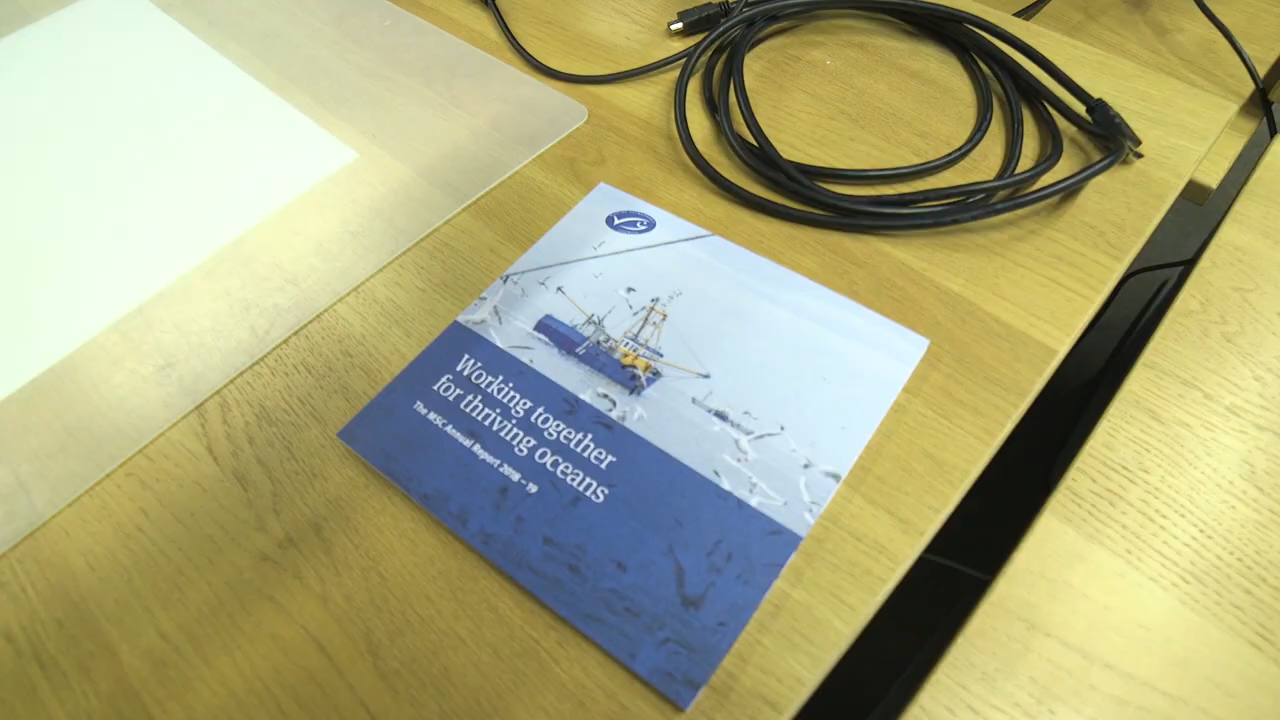 Working together
for thriving oceans
The MSC Annual Report 2018 – 19